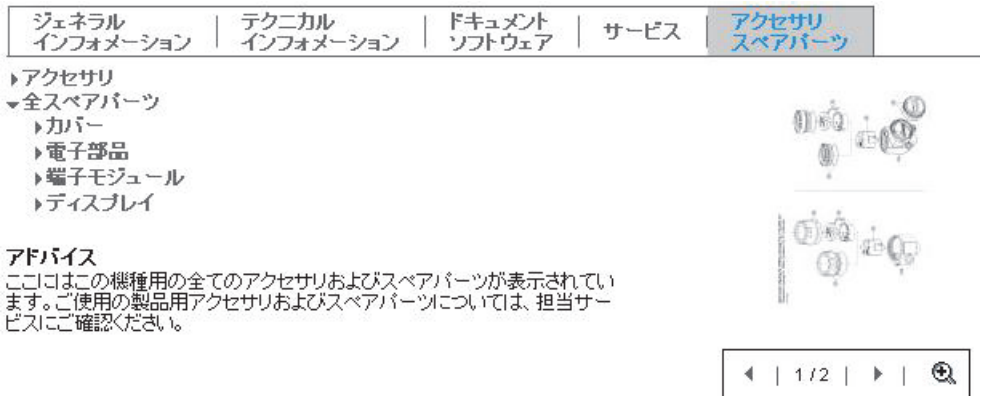 ジェネラル
インフォメーション
テクニカル
インフォメーション
ドキュメント
ソフトウェア
サービス
アクセサリ
スペアパーツ
アクセサリ
全スペアパーツ
カバー
電子部品
端子モジュール
ディスプレイ
アドバイス
ここにはこの機種用の全てのアクセサリおよびスペアパーツが表示されてい
ます。ご使用の製品用アクセサリおよびスペアパーツについては、担当サー
ビスにご確認ください。
1/2